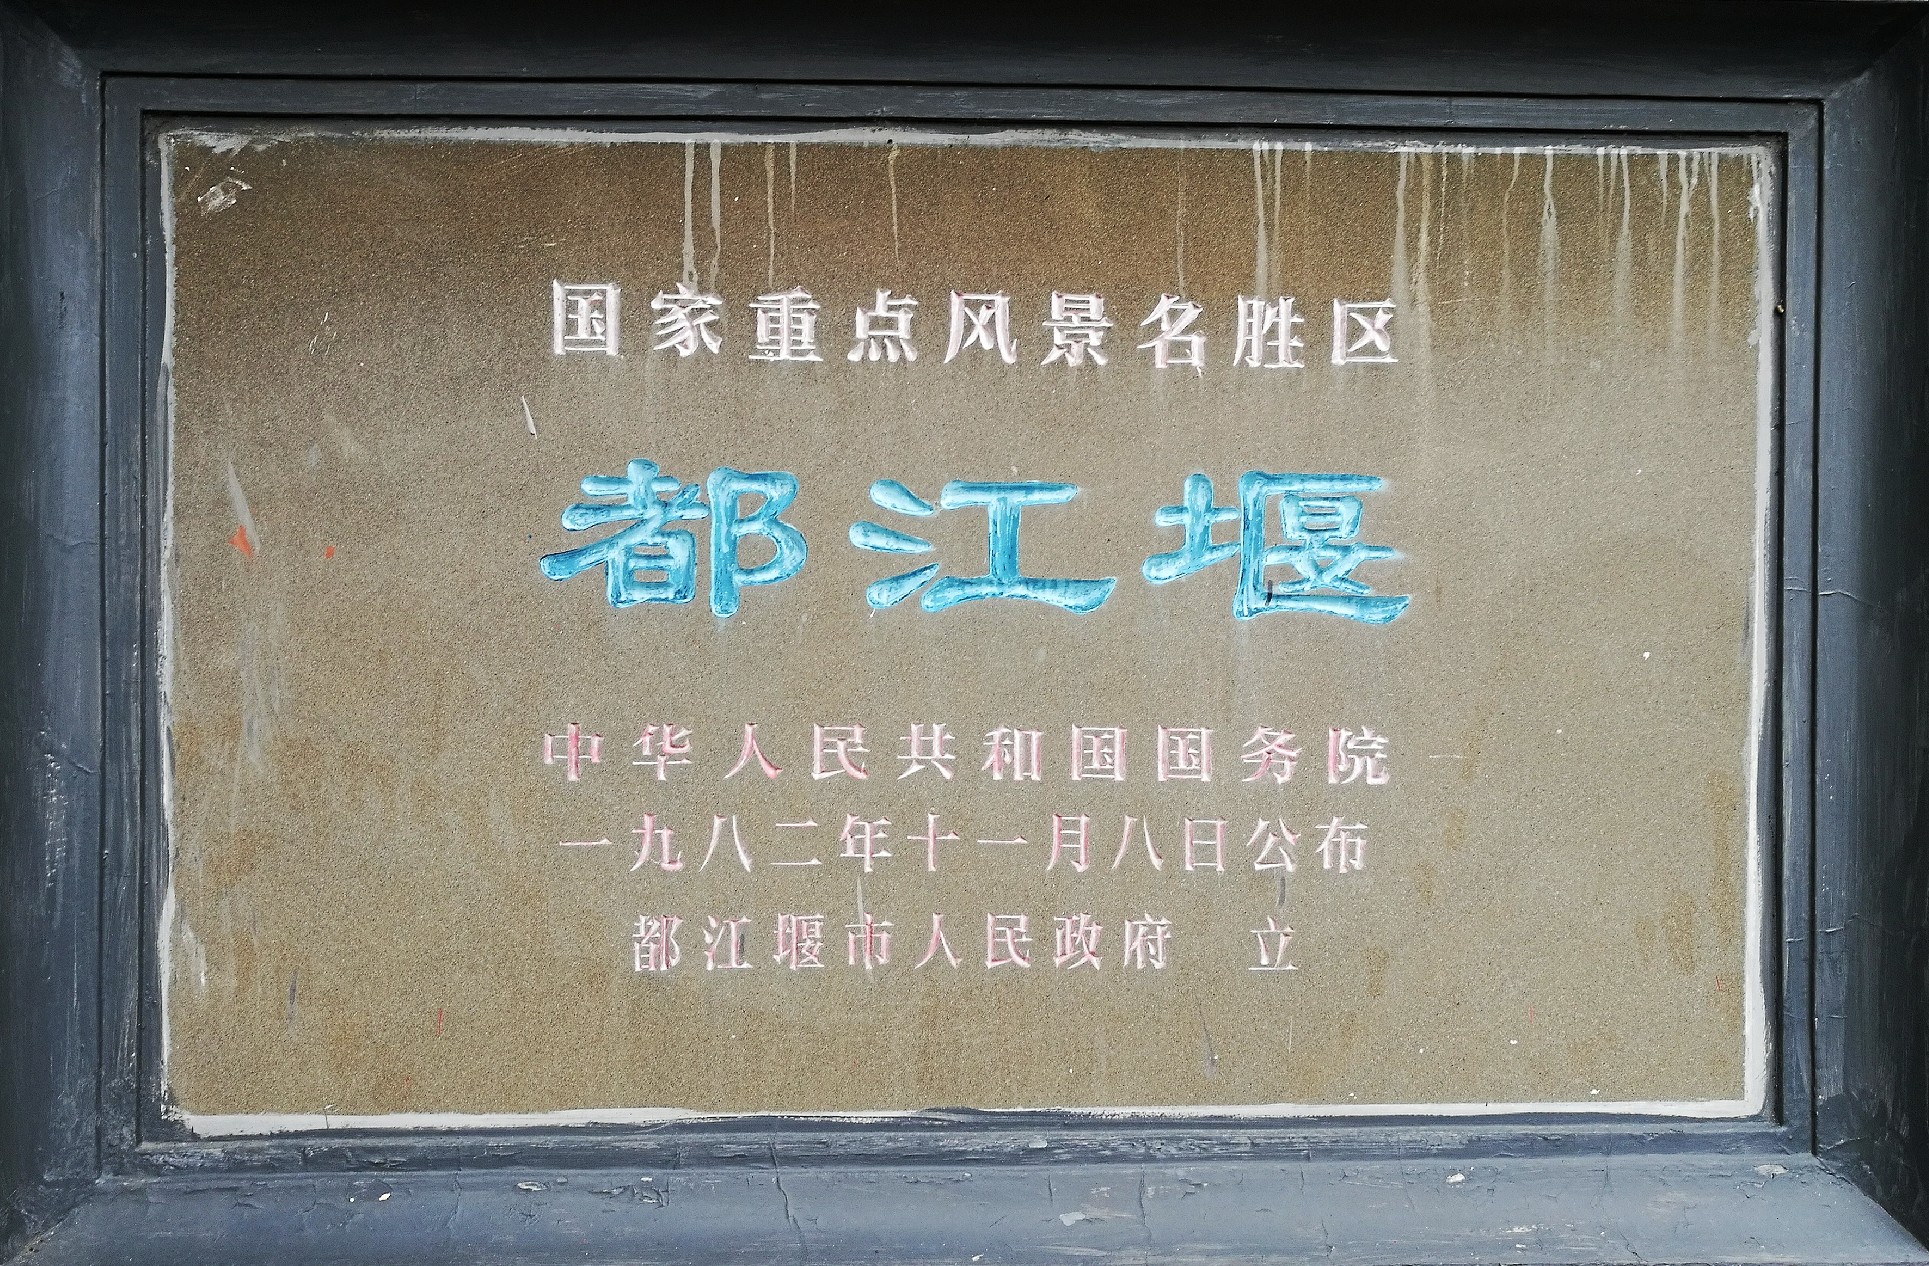 国家重点风景名胜区
都江堰
中华人民共和国国务院
一九八二年十一月八日公布
都江堰市人民政府 立